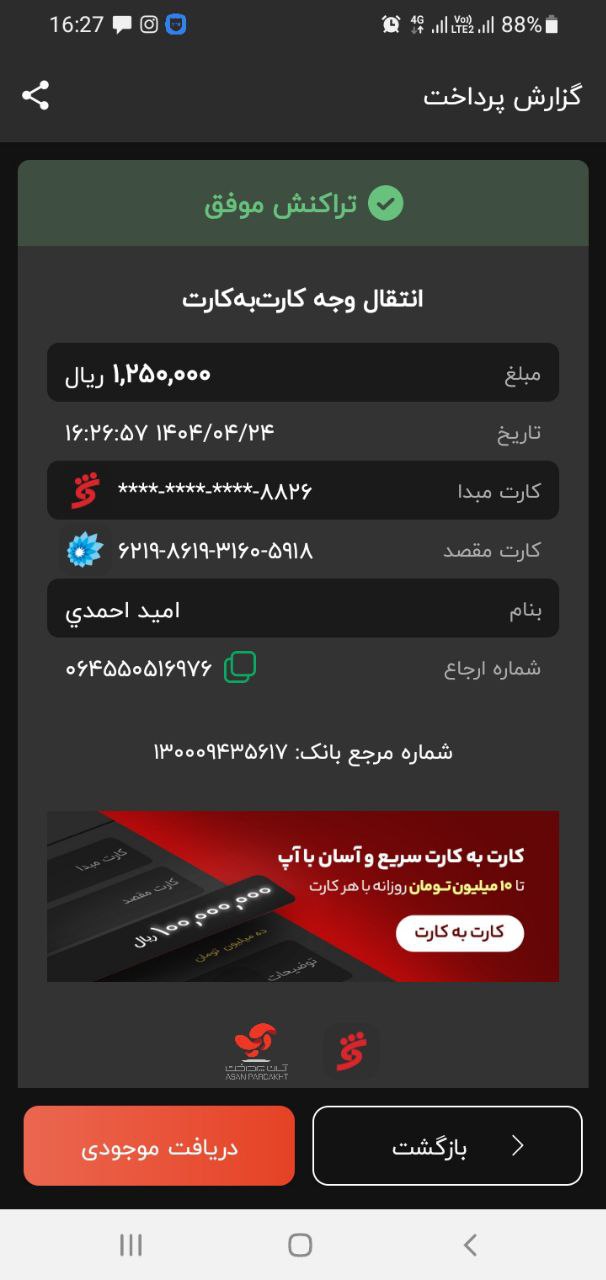 16:27 4G Vo) LTE2 88%
گزارش پرداخت
تراکنش موفق
انتقال وجه کارت‌به‌کارت
مبلغ ۱,۲۵۰,۰۰۰ ریال
تاریخ ۱۴۰۴/۰۴/۲۴ ۱۶:۲۶:۵۷
کارت مبدا ****-****-****-۸۸۲۶
کارت مقصد ۶۲۱۹-۸۶۱۹-۳۱۶۰-۵۹۱۸
بنام اميد احمدي
شماره ارجاع ۰۶۴۵۵۰۵۱۶۹۷۶
شماره مرجع بانک: ۱۳۰۰۰۹۴۳۵۶۱۷
کارت به کارت سریع و آسان با آپ
تا ۱۰ میلیون تومان روزانه با هر کارت
کارت به کارت
کارت مبدا
کارت مقصد
۱۰۰,۰۰۰,۰۰۰ ریال
ده میلیون تومان
توضیحات
آسان پرداخت
ASAN PARDAKHT
بازگشت
دریافت موجودی